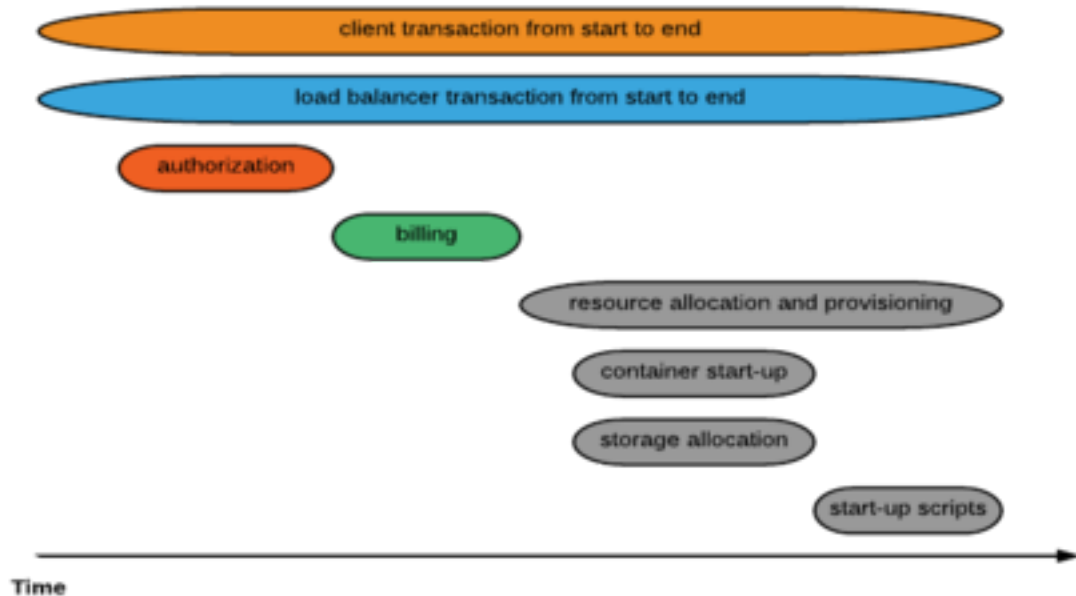 client transaction from start to end
load balancer transaction from start to end
authorization
billing
resource allocation and provisioning
container start-up
storage allocation
start-up scripts
Time